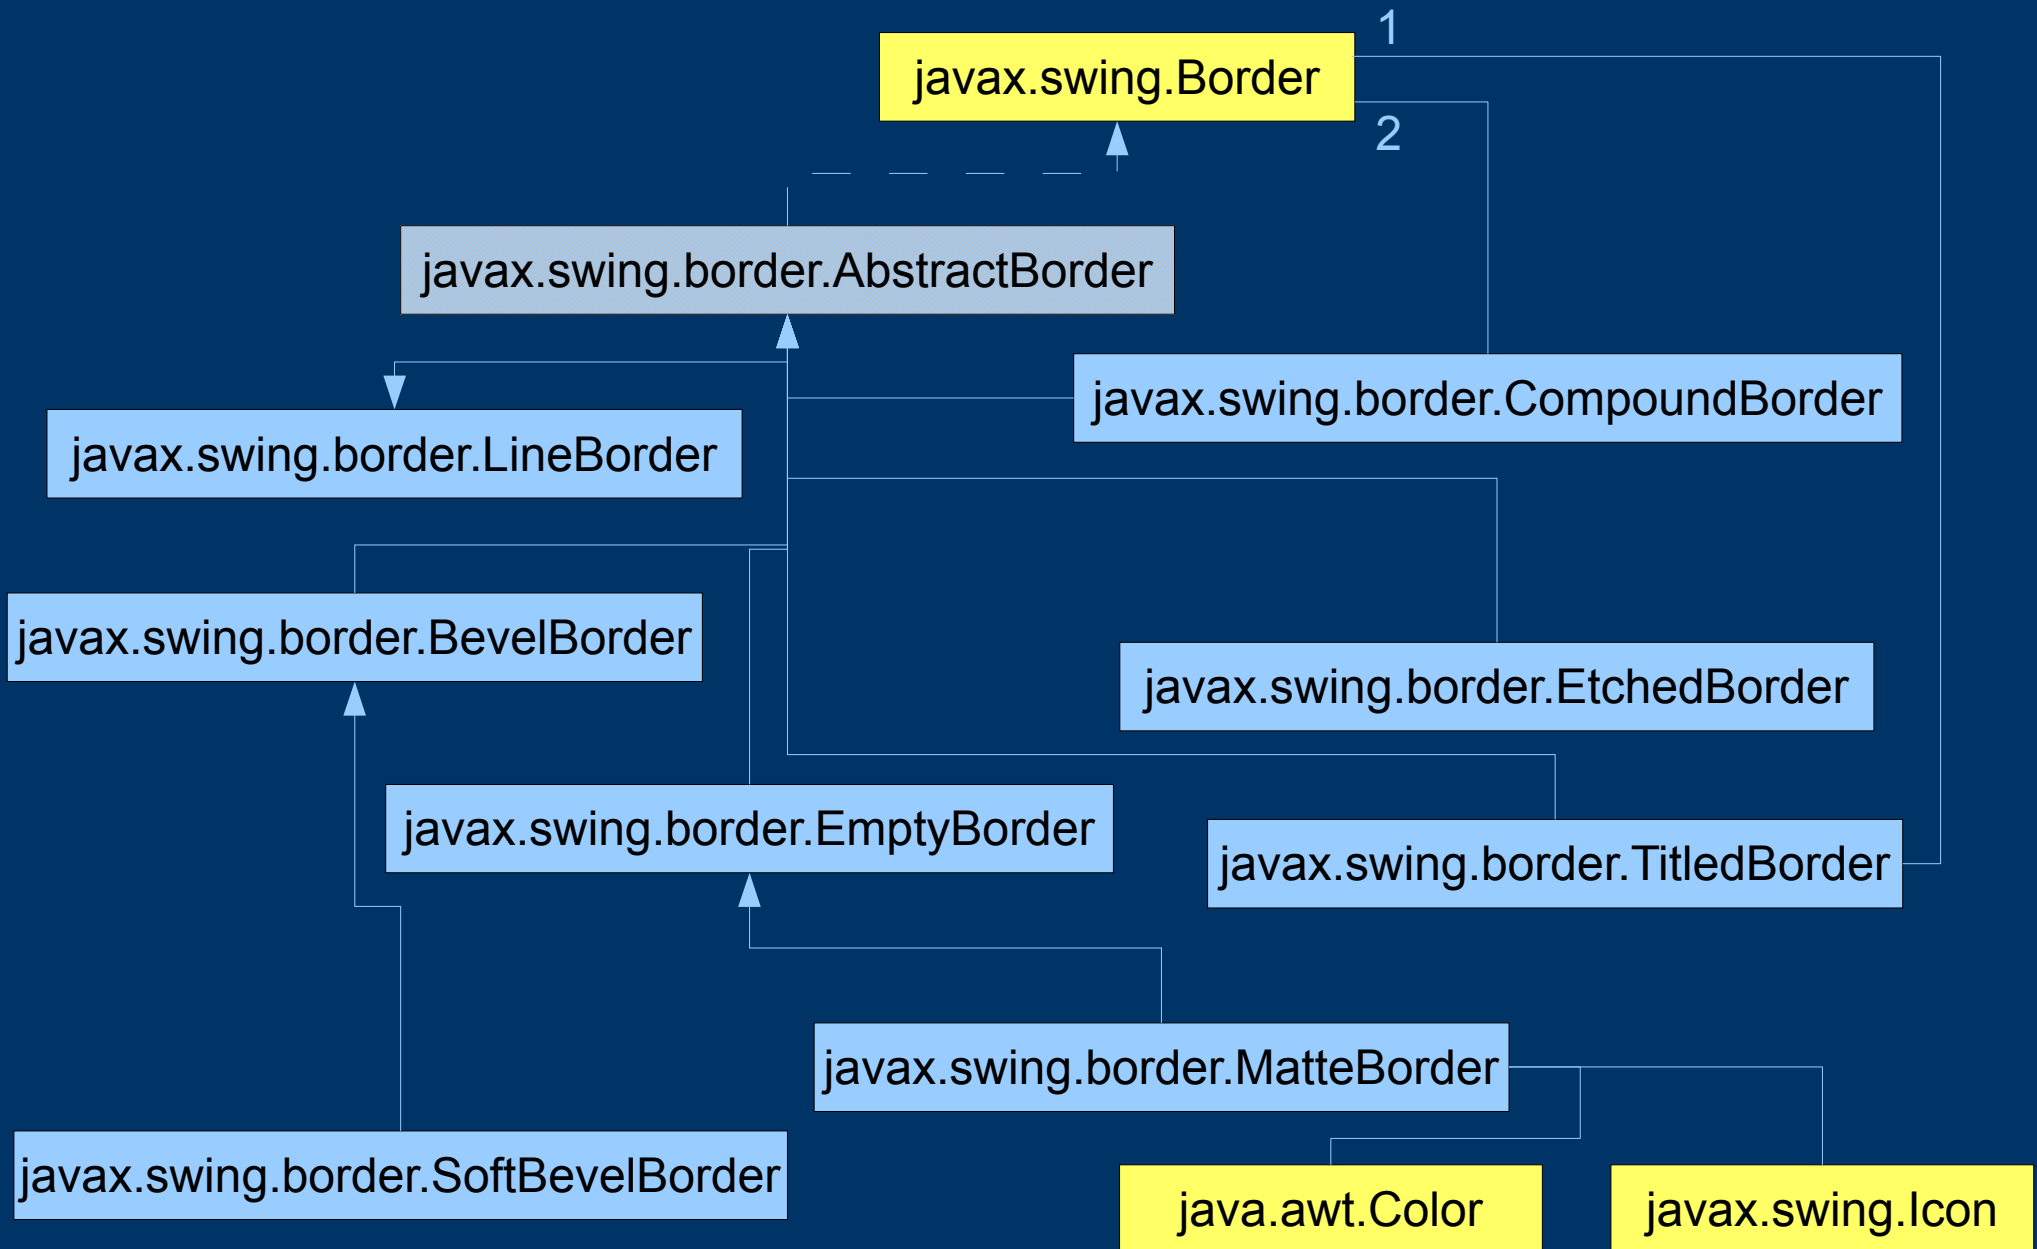 1
javax.swing.Border
2
javax.swing.border.AbstractBorder
javax.swing.border.CompoundBorder
javax.swing.border.LineBorder
javax.swing.border.BevelBorder
javax.swing.border.EtchedBorder
javax.swing.border.EmptyBorder
javax.swing.border.TitledBorder
javax.swing.border.MatteBorder
javax.swing.border.SoftBevelBorder
java.awt.Color
javax.swing.Icon